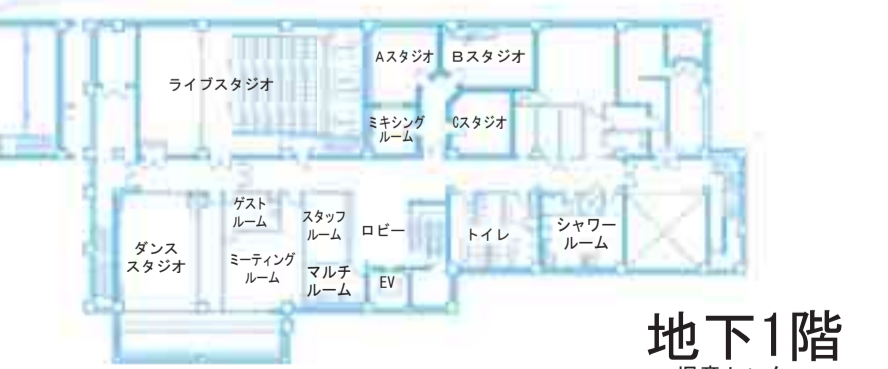 ライブスタジオ
Aスタジオ
Bスタジオ
ミキシング
ルーム
Cスタジオ
ダンス
スタジオ
ゲスト
ルーム
ミーティング
ルーム
スタッフ
ルーム
マルチ
ルーム
ロビー
EV
トイレ
シャワー
ルーム
地下1階